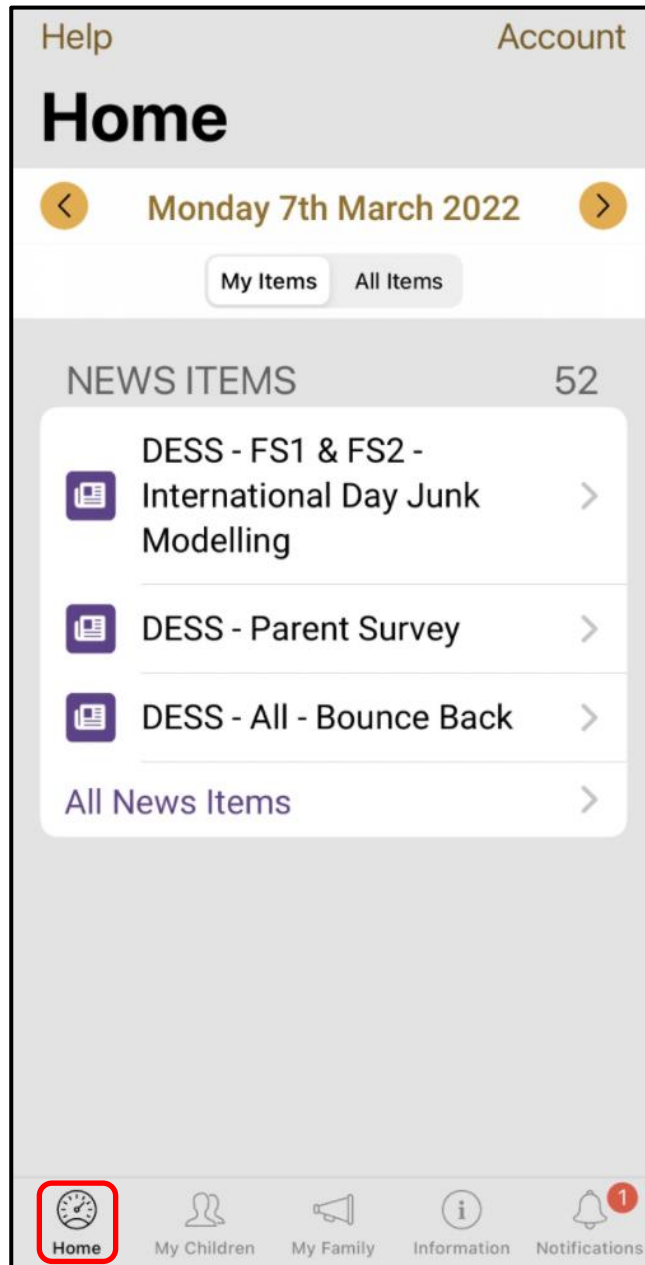 Help Account
Home
Monday 7th March 2022
My Items All Items
NEWS ITEMS 52
DESS - FS1 & FS2 -
International Day Junk
Modelling
DESS - Parent Survey
DESS - All - Bounce Back
All News Items
1
Home My Children My Family Information Notifications